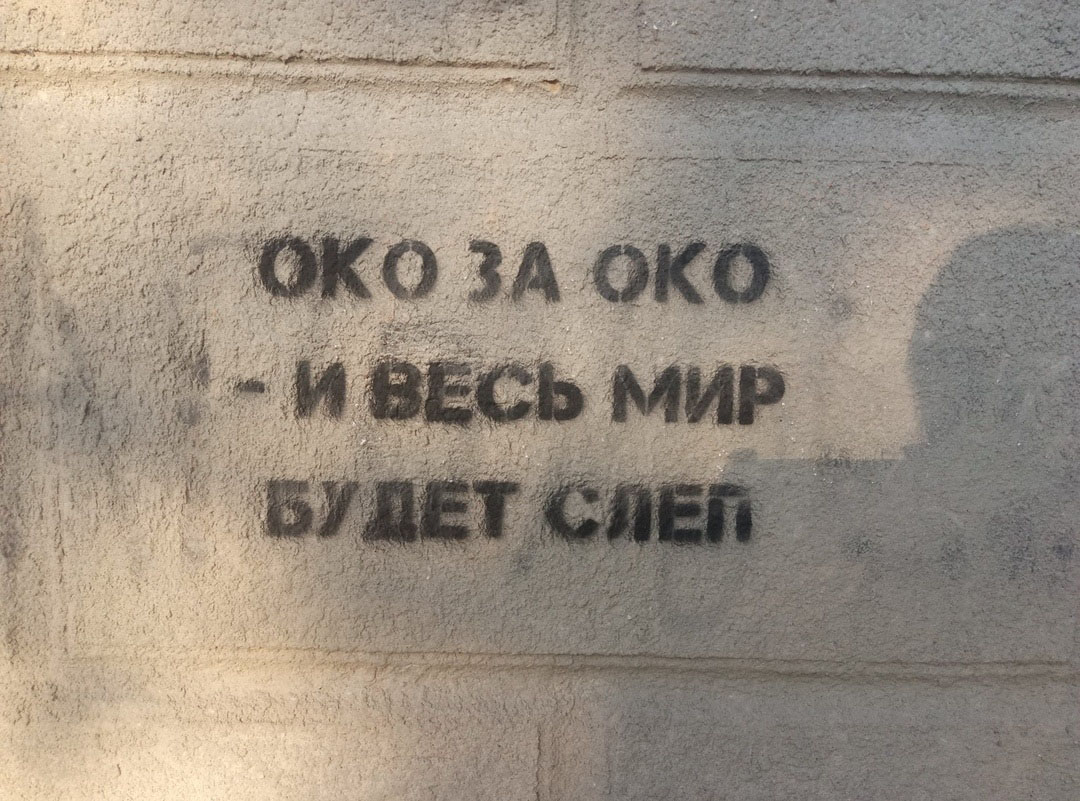 ОКО ЗА ОКО
- И ВЕСЬ МИР
БУДЕТ СЛЕП